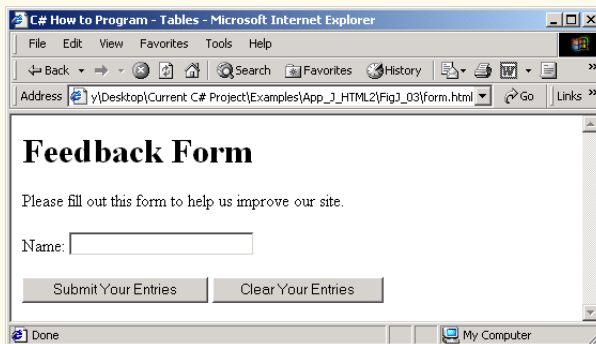 C# How to Program - Tables - Microsoft Internet Explorer
File Edit View Favorites Tools Help
Back Search Favorites History »
Address y\Desktop\Current C# Project\Examples\App_J_HTML2\FigJ_03\form.html Go Links »
Feedback Form
Please fill out this form to help us improve our site.
Name:
Submit Your Entries Clear Your Entries
Done My Computer